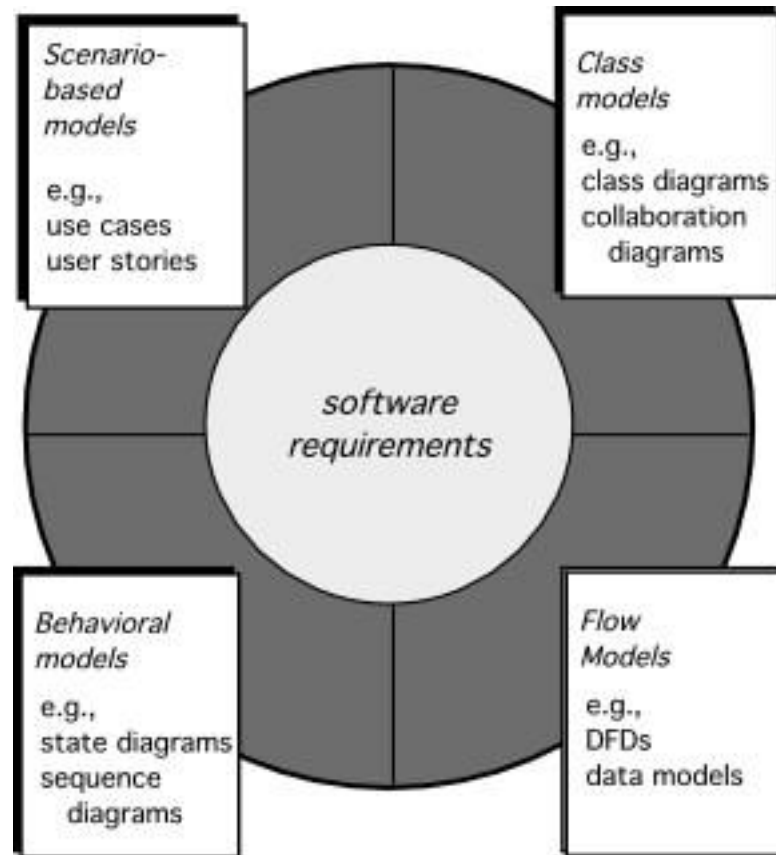 Scenario-
based
models
e.g.,
use cases
user stories
Class
models
e.g.,
class diagrams
collaboration
diagrams
software
requirements
Behavioral
models
e.g.,
state diagrams
sequence
diagrams
Flow
Models
e.g.,
DFDs
data models